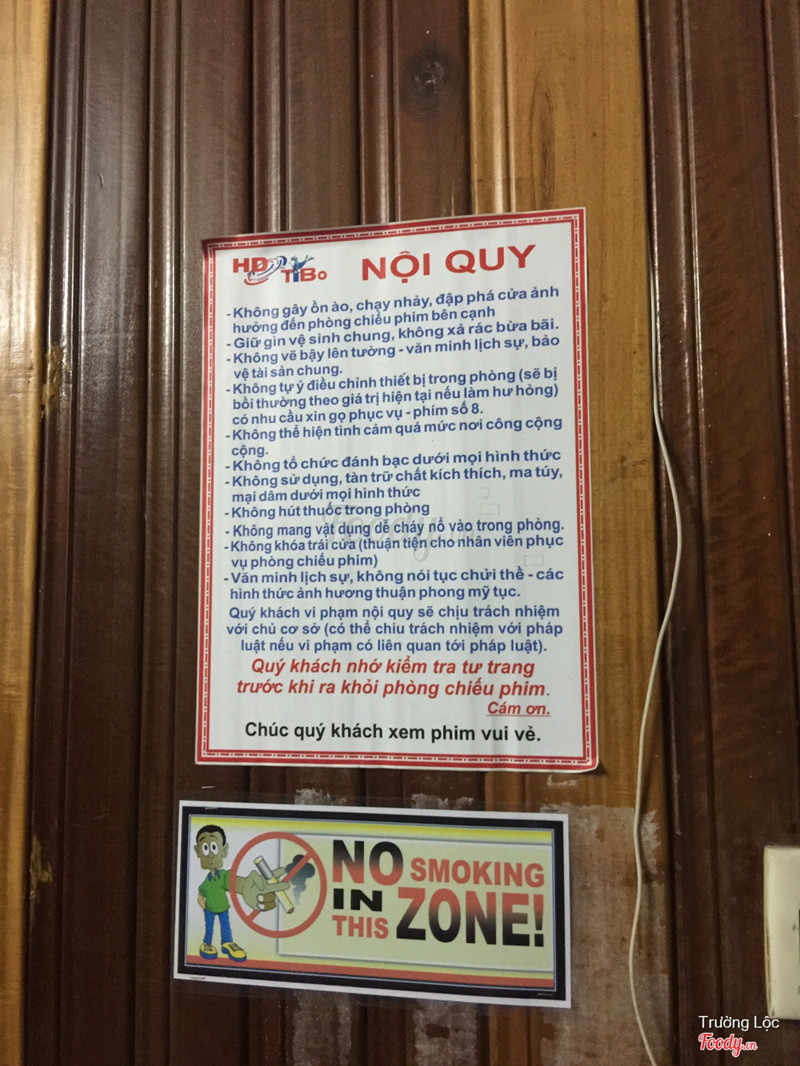 HD TiBo NỘI QUY
- Không gây ồn ào, chạy nhảy, đập phá cửa ảnh
hưởng đến phòng chiếu phim bên cạnh
- Giữ gìn vệ sinh chung, không xả rác bừa bãi.
- Không vẽ bậy lên tường - văn minh lịch sự, bảo
vệ tài sản chung.
- Không tự ý điều chỉnh thiết bị trong phòng (sẽ bị
bồi thường theo giá trị hiện tại nếu làm hư hỏng)
có nhu cầu xin gọ phục vụ - phím số 8.
- Không thể hiện tình cảm quá mức nơi công cộng
cộng.
- Không tổ chức đánh bạc dưới mọi hình thức
- Không sử dụng, tàn trữ chất kích thích, ma túy,
mại dâm dưới mọi hình thức
- Không hút thuốc trong phòng
- Không mang vật dụng dễ cháy nổ vào trong phòng.
- Không khóa trái cửa (thuận tiện cho nhân viên phục
vụ phòng chiếu phim)
- Văn minh lịch sự, không nói tục chửi thề - các
hình thức ảnh hương thuận phong mỹ tục.
Quý khách vi phạm nội quy sẽ chịu trách nhiệm
với chủ cơ sở (có thể chiu trách nhiệm với pháp
luật nếu vi phạm có liên quan tới pháp luật).
Quý khách nhớ kiểm tra tư trang
trước khi ra khỏi phòng chiếu phim.
Cám ơn.
Chúc quý khách xem phim vui vẻ.
NO SMOKING
IN THIS ZONE!
Trường Lộc
Foody.vn